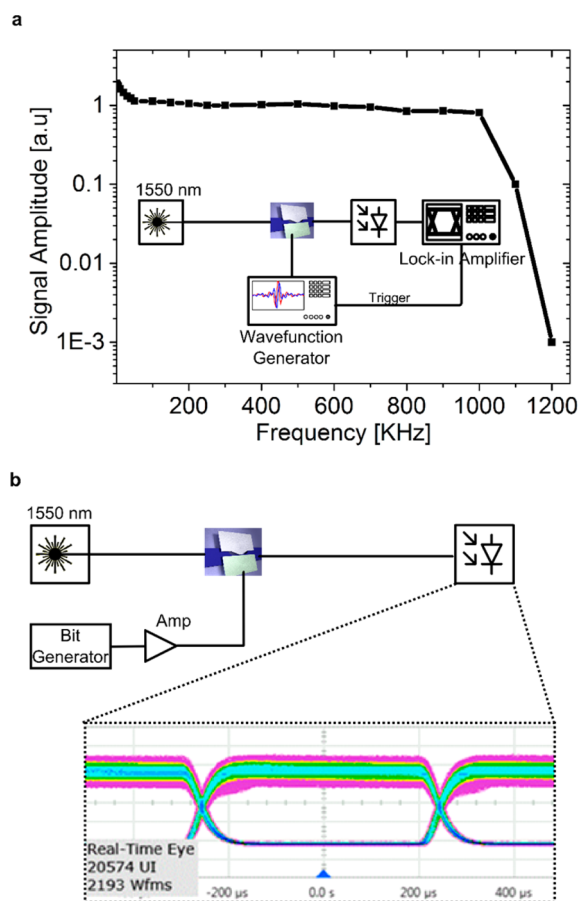 a
Signal Amplitude [a.u]
1
0.1
0.01
1E-3
1550 nm
Lock-in Amplifier
Trigger
Wavefunction
Generator
200 400 600 800 1000 1200
Frequency [KHz]
b
1550 nm
Amp
Bit
Generator
Real-Time Eye
20574 UI
2193 Wfms
-200 µs 0.0 s 200 µs 400 µs